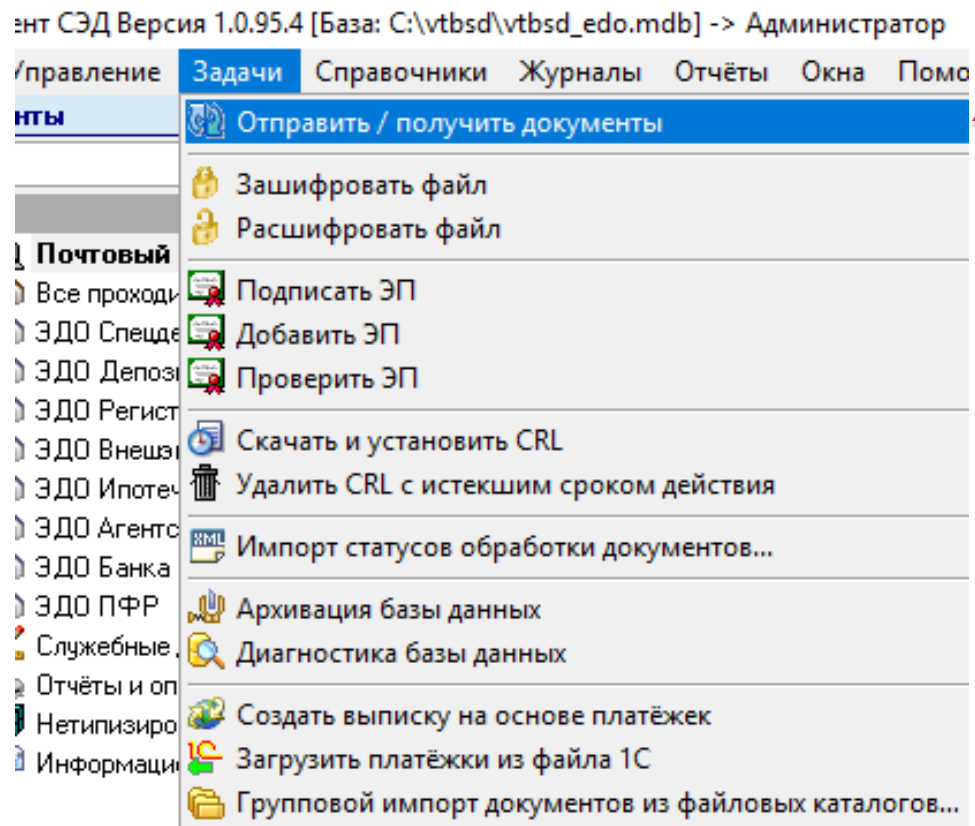 ент СЭД Версия 1.0.95.4 [База: C:\vtbsd\vtbsd_edo.mdb] -> Администратор
Управление Задачи Справочники Журналы Отчёты Окна Помо
нты
Отправить / получить документы
Зашифровать файл
Расшифровать файл
Почтовый
Все проходи
Подписать ЭП
ЭДО Спецде
Добавить ЭП
ЭДО Депози
Проверить ЭП
ЭДО Регист
ЭДО Внешэ
Скачать и установить CRL
ЭДО Ипотеч
Удалить CRL с истекшим сроком действия
ЭДО Агентс
XML
Импорт статусов обработки документов...
ЭДО Банка
ЭДО ПФР
Архивация базы данных
Служебные
Диагностика базы данных
Отчёты и оп
Нетипизиро
Создать выписку на основе платёжек
Информаци
1С
Загрузить платёжки из файла 1С
Групповой импорт документов из файловых каталогов...